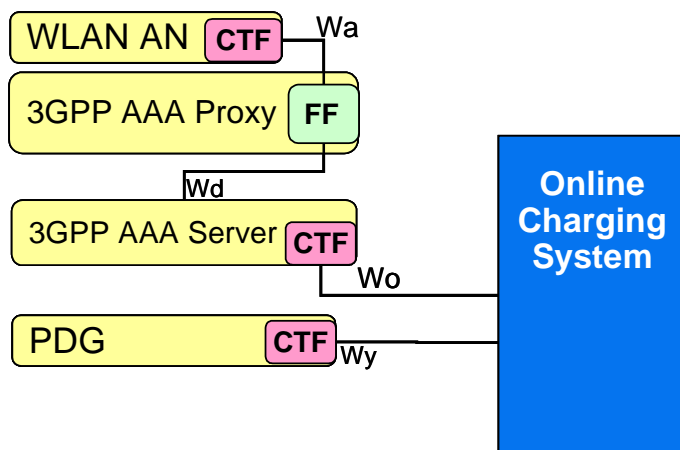 WLAN AN
CTF
Wa
3GPP AAA Proxy
FF
Wd
3GPP AAA Server
CTF
Wo
PDG
CTF
Wy
Online
Charging
System